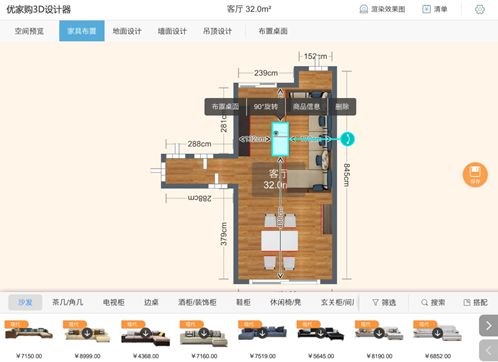 优家购3D设计器
客厅 32.0m²
渲染效果图
清单
空间预览
家具布置
地面设计
墙面设计
吊顶设计
布置桌面
152cm
239cm
布置桌面
90°旋转
商品信息
删除
281cm
288cm
288cm
845cm
379cm
客厅
32.0m
保存
沙发
茶几/角几
电视柜
边桌
酒柜/装饰柜
鞋柜
休闲椅/凳
玄关柜/间
筛选
搜索
搭配
现代
现代
现代
现代
现代
现代
现代
现代
¥7150.00
¥8999.00
¥4368.00
¥7160.00
¥7519.00
¥5645.00
¥8190.00
¥6852.00